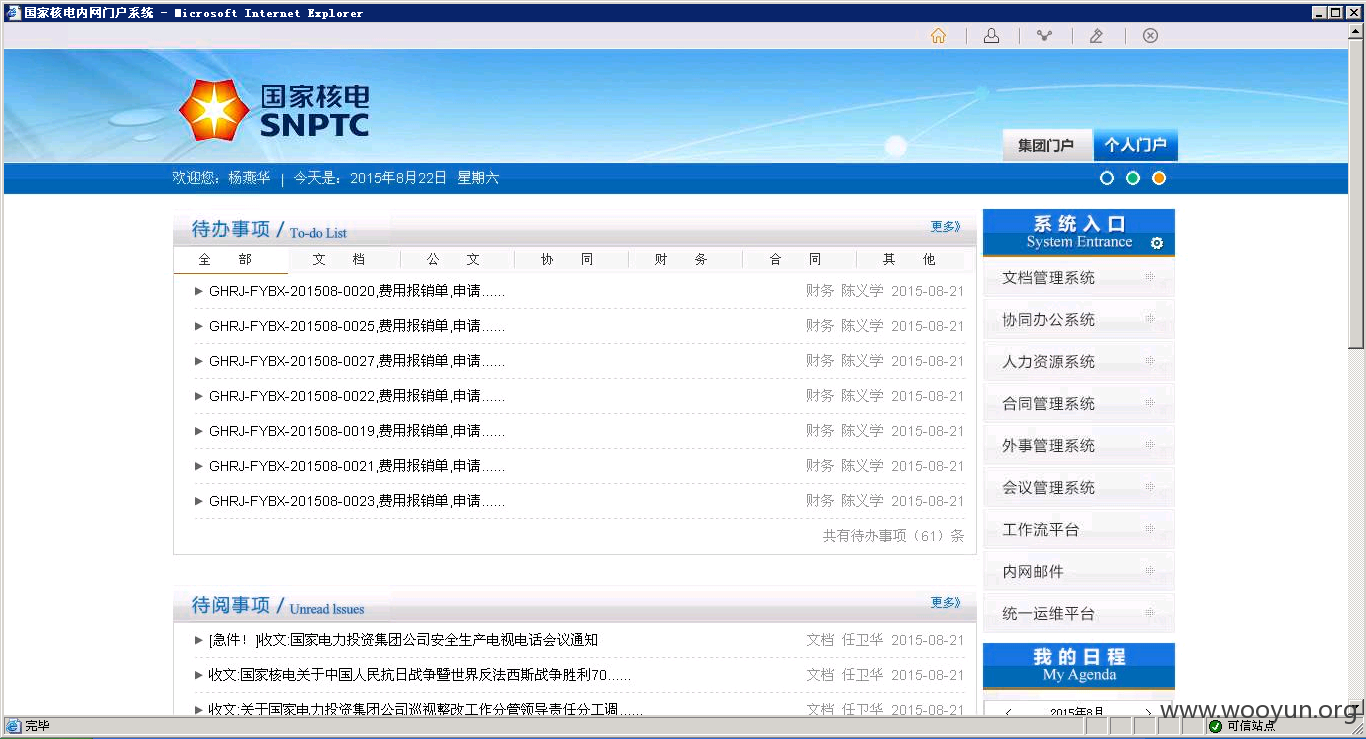 国家核电内网门户系统 - Microsoft Internet Explorer
国家核电
SNPTC
集团门户 个人门户
欢迎您: 杨燕华 | 今天是: 2015年8月22日 星期六
待办事项 / To-do List 更多》
全部 文档 公文 协同 财务 合同 其他
GHRJ-FYBX-201508-0020,费用报销单,申请...... 财务 陈义学 2015-08-21
GHRJ-FYBX-201508-0025,费用报销单,申请...... 财务 陈义学 2015-08-21
GHRJ-FYBX-201508-0027,费用报销单,申请...... 财务 陈义学 2015-08-21
GHRJ-FYBX-201508-0022,费用报销单,申请...... 财务 陈义学 2015-08-21
GHRJ-FYBX-201508-0019,费用报销单,申请...... 财务 陈义学 2015-08-21
GHRJ-FYBX-201508-0021,费用报销单,申请...... 财务 陈义学 2015-08-21
GHRJ-FYBX-201508-0023,费用报销单,申请...... 财务 陈义学 2015-08-21
共有待办事项（61）条
待阅事项 / Unread Issues 更多》
[急件！]收文:国家电力投资集团公司安全生产电视电话会议通知 文档 任卫华 2015-08-21
收文:国家核电关于中国人民抗日战争暨世界反法西斯战争胜利70...... 文档 任卫华 2015-08-21
收文:关于国家电力投资集团公司巡视整改工作分管领导责任分工调...... 文档 任卫华 2015-08-21
系统入口
System Entrance
文档管理系统
协同办公系统
人力资源系统
合同管理系统
外事管理系统
会议管理系统
工作流平台
内网邮件
统一运维平台
我的日程
My Agenda
2015年8月
www.wooyun.org
完毕
可信站点